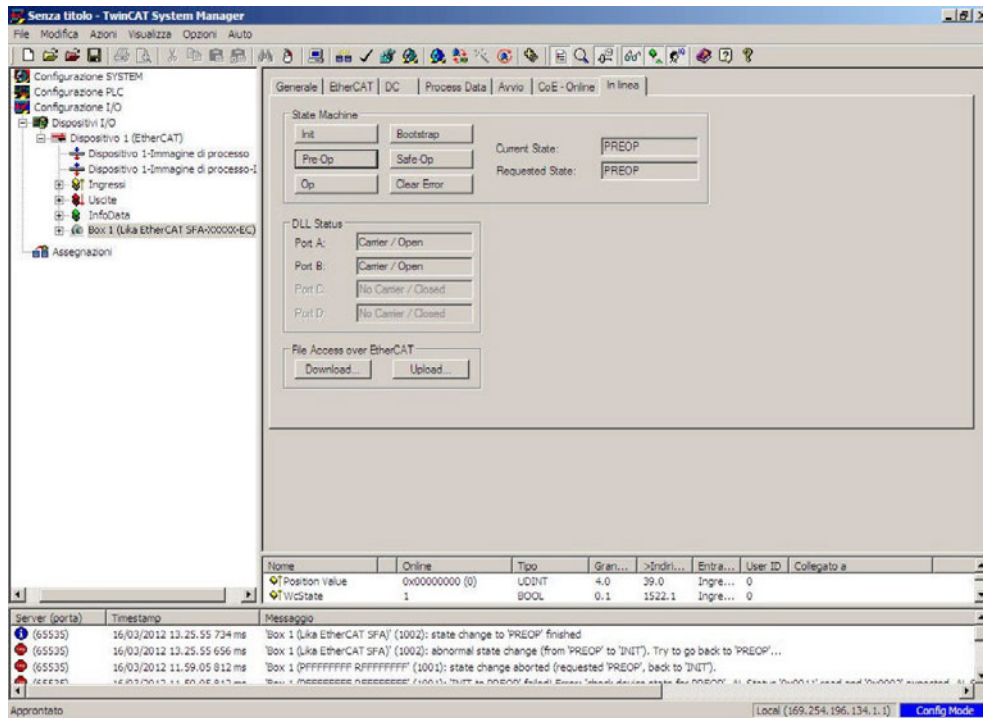 Senza titolo - TwinCAT System Manager
File Modifica Azioni Visualizza Opzioni Aiuto
Configurazione SYSTEM
Configurazione PLC
Configurazione I/O
Dispositivi I/O
Dispositivo 1 (EtherCAT)
Dispositivo 1-Immagine di processo
Dispositivo 1-Immagine di processo-I
Ingressi
Uscite
InfoData
Box 1 (Lika EtherCAT SFA-XXXXX-EC)
Assegnazioni
Generale EtherCAT DC Process Data Avvio CoE - Online In linea
State Machine
Init Bootstrap
Pre-Op Safe-Op
Op Clear Error
Current State: PREOP
Requested State: PREOP
DLL Status
Port A: Carrier / Open
Port B: Carrier / Open
Port C: No Carrier / Closed
Port D: No Carrier / Closed
File Access over EtherCAT
Download... Upload...
Nome Online Tipo Gran... >Indiri... Entra... User ID Collegato a
Position Value 0x00000000 (0) UDINT 4.0 39.0 Ingre... 0
WcState 1 BOOL 0.1 1522.1 Ingre... 0
Server (porta) Timestamp Messaggio
(65535) 16/03/2012 13.25.55 734 ms 'Box 1 (Lika EtherCAT SFA)' (1002): state change to 'PREOP' finished
(65535) 16/03/2012 13.25.55 656 ms 'Box 1 (Lika EtherCAT SFA)' (1002): abnormal state change (from 'PREOP' to 'INIT'). Try to go back to 'PREOP'...
(65535) 16/03/2012 11.59.05 812 ms 'Box 1 (PFFFFFFFF RFFFFFFFF)' (1001): state change aborted (requested 'PREOP', back to 'INIT').
(65535) 16/03/2012 11.59.05 812 ms
Approntato Local (169.254.196.134.1.1) Config Mode